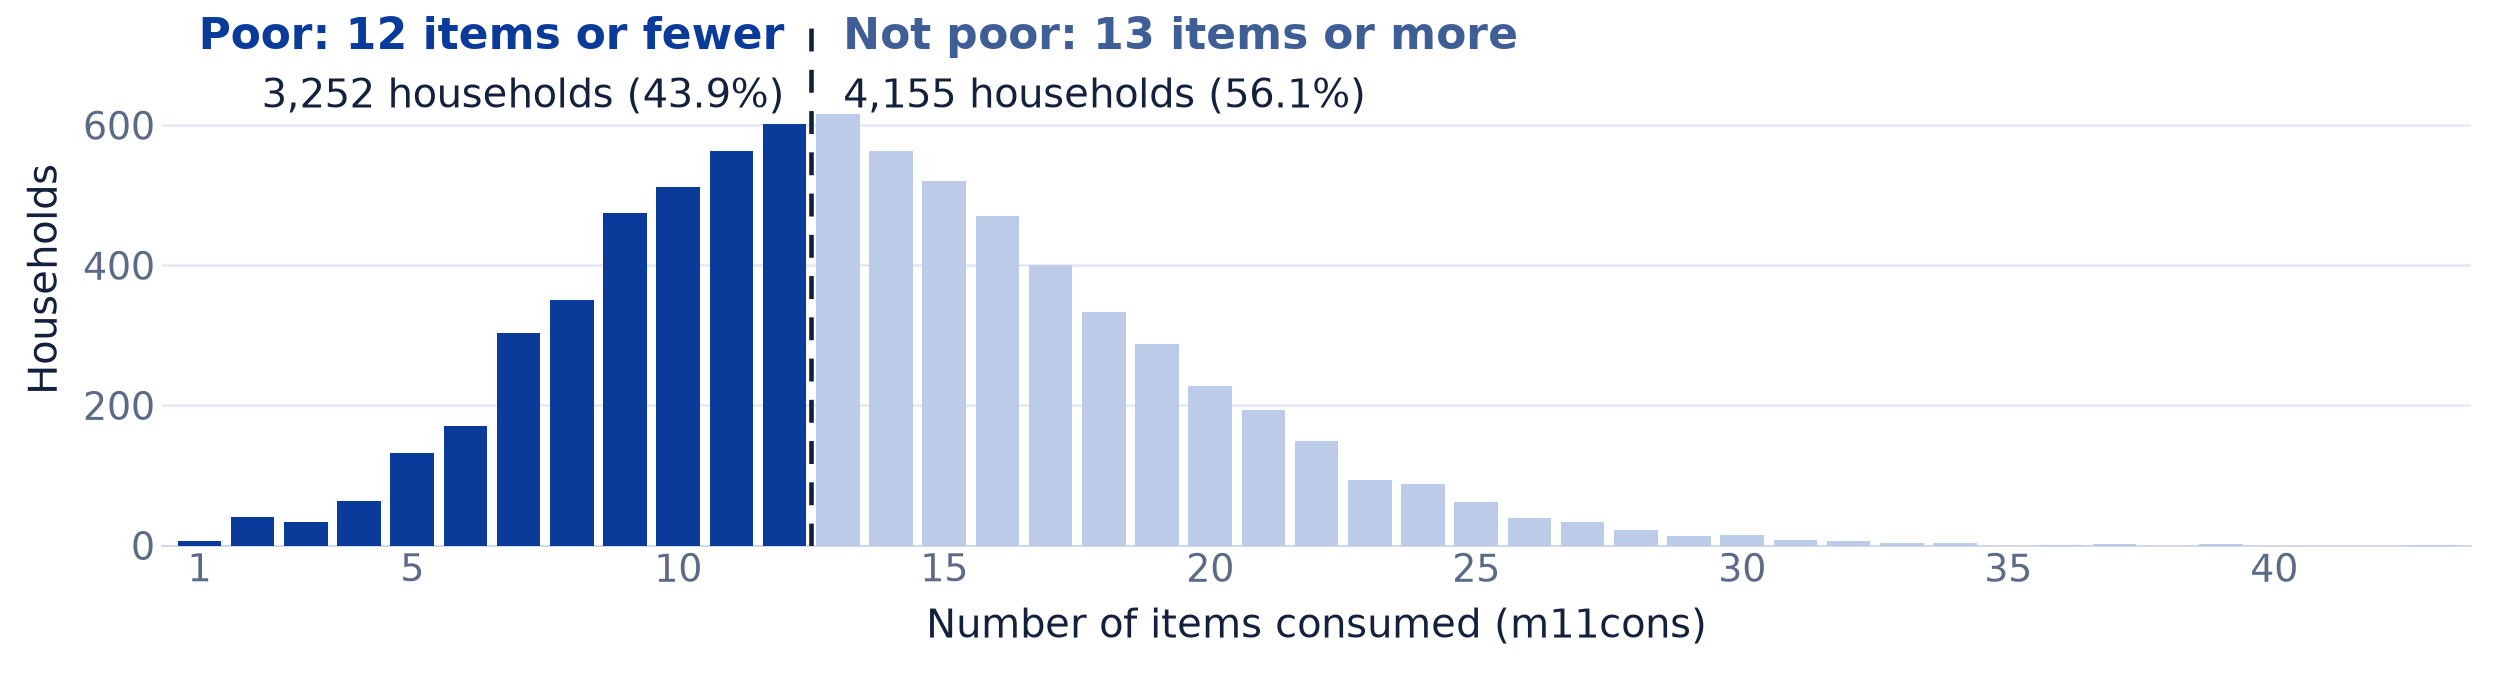 Poor: 12 items or fewer
Not poor: 13 items or more
3,252 households (43.9%)
4,155 households (56.1%)
600
400
200
0
Households
1
5
10
15
20
25
30
35
40
Number of items consumed (m11cons)